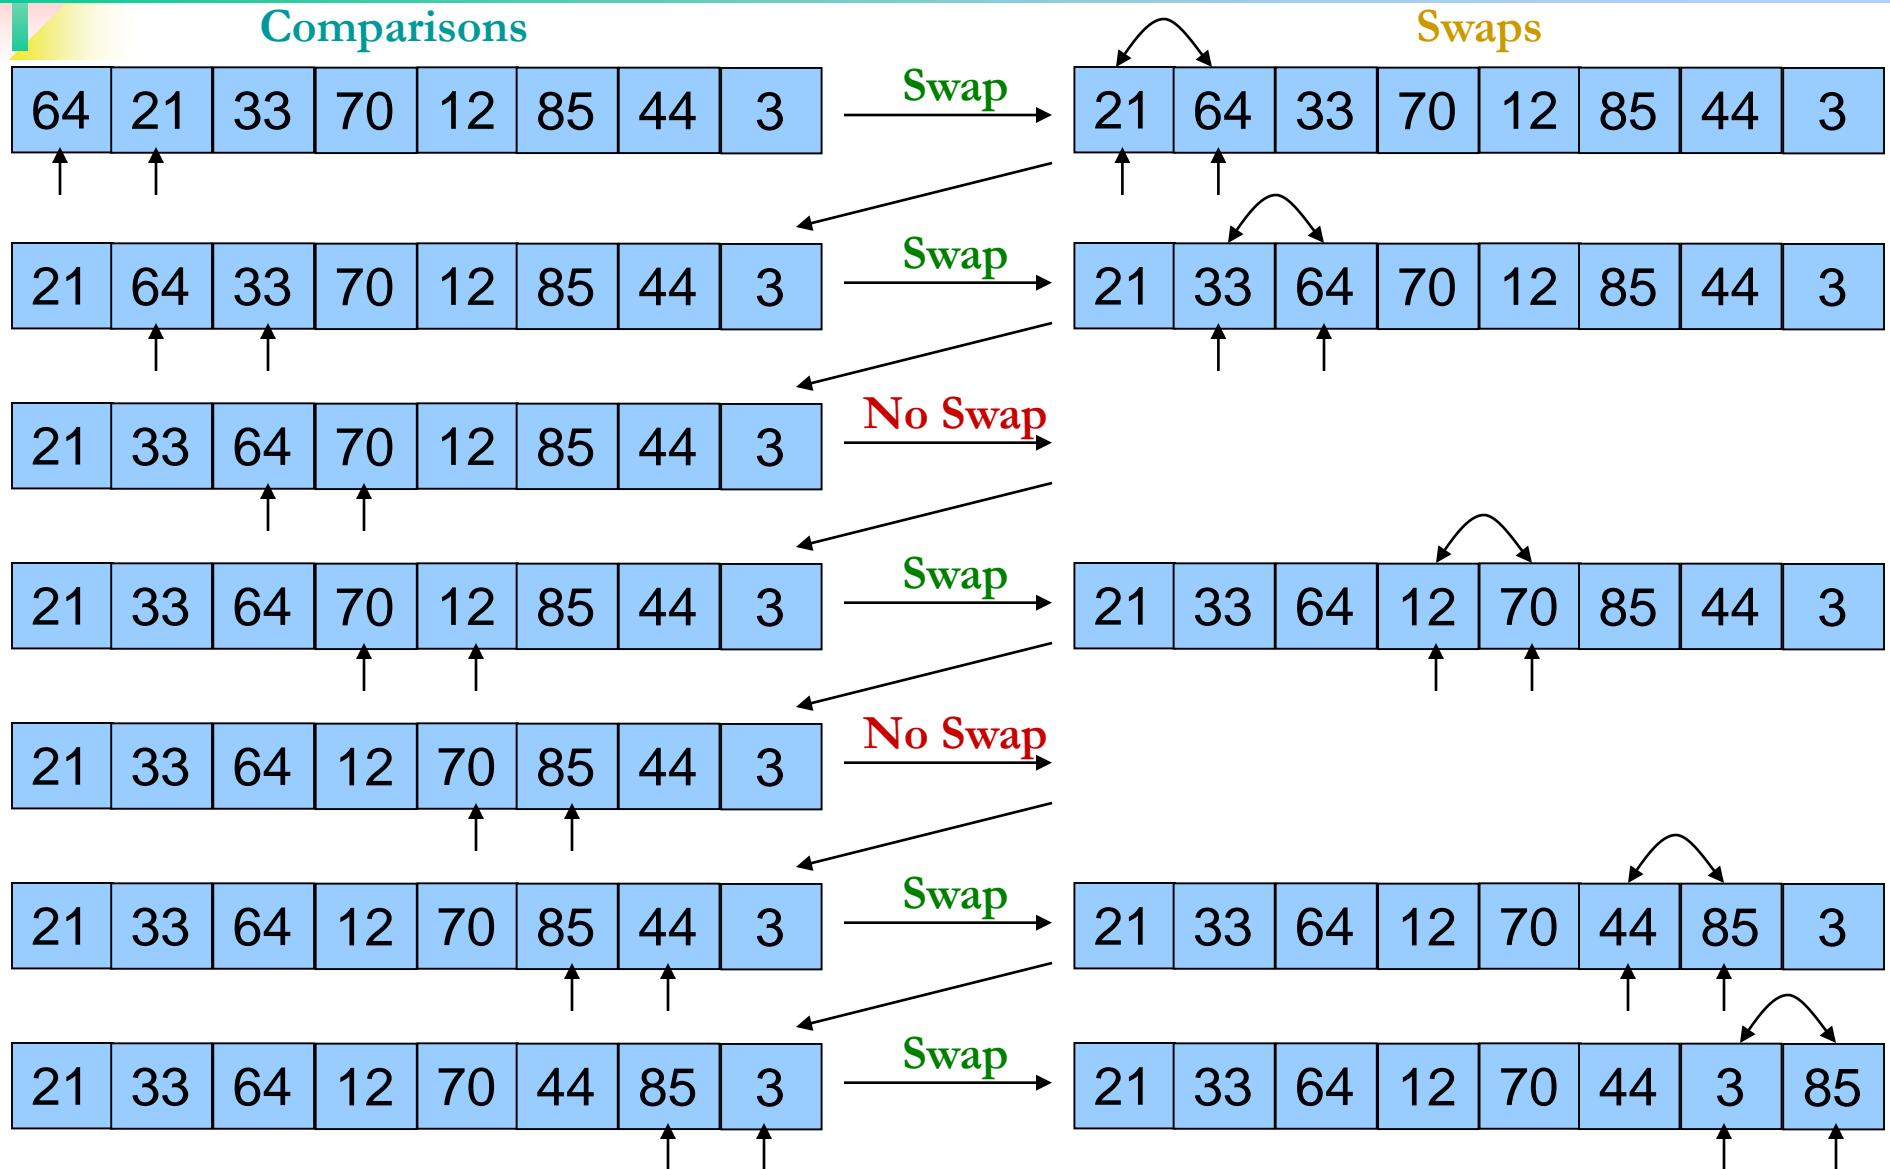 Comparisons Swaps
64 21 33 70 12 85 44 3 Swap 21 64 33 70 12 85 44 3
21 64 33 70 12 85 44 3 Swap 21 33 64 70 12 85 44 3
21 33 64 70 12 85 44 3 No Swap
21 33 64 70 12 85 44 3 Swap 21 33 64 12 70 85 44 3
21 33 64 12 70 85 44 3 No Swap
21 33 64 12 70 85 44 3 Swap 21 33 64 12 70 44 85 3
21 33 64 12 70 44 85 3 Swap 21 33 64 12 70 44 3 85